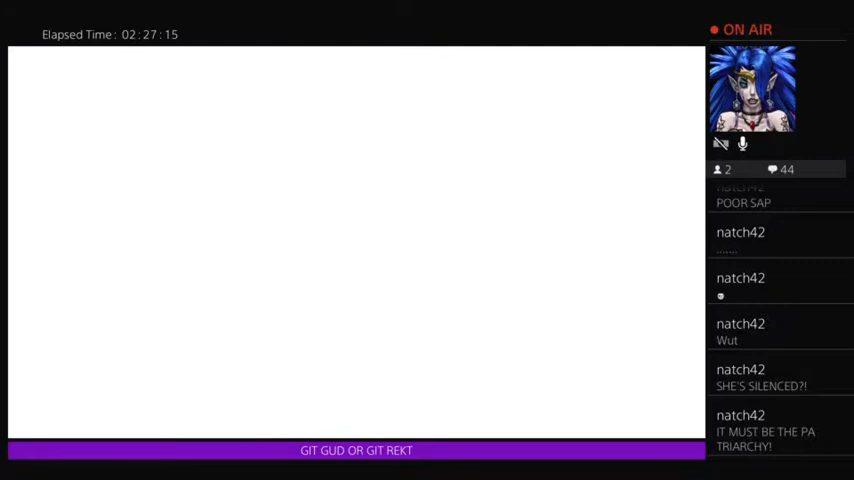 Elapsed Time: 02:27:15
ON AIR
2 44
natch42
POOR SAP
natch42
.......
natch42
natch42
Wut
natch42
SHE'S SILENCED?!
natch42
IT MUST BE THE PA
TRIARCHY!
GIT GUD OR GIT REKT